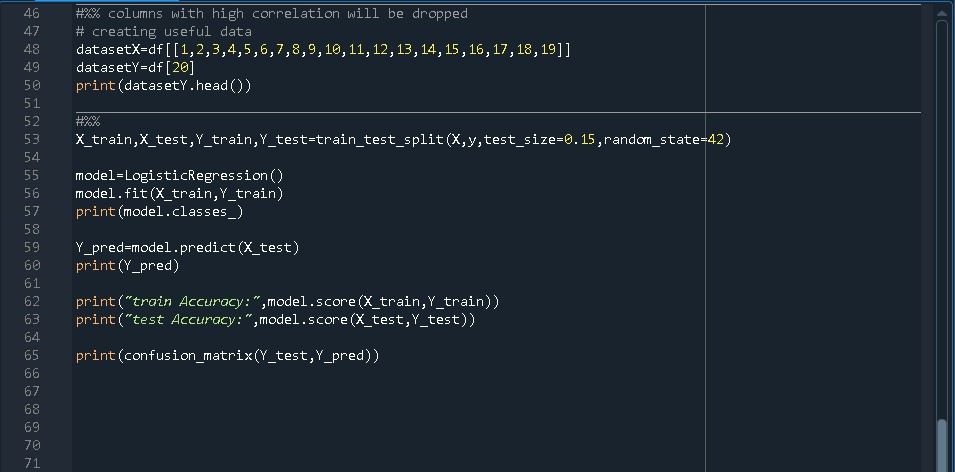 46 #%% columns with high correlation will be dropped
47 # creating useful data
48 datasetX=df[[1,2,3,4,5,6,7,8,9,10,11,12,13,14,15,16,17,18,19]]
49 datasetY=df[20]
50 print(datasetY.head())
51
52 #%%
53 X_train,X_test,Y_train,Y_test=train_test_split(X,y,test_size=0.15,random_state=42)
54
55 model=LogisticRegression()
56 model.fit(X_train,Y_train)
57 print(model.classes_)
58
59 Y_pred=model.predict(X_test)
60 print(Y_pred)
61
62 print("train Accuracy:",model.score(X_train,Y_train))
63 print("test Accuracy:",model.score(X_test,Y_test))
64
65 print(confusion_matrix(Y_test,Y_pred))
66
67
68
69
70
71